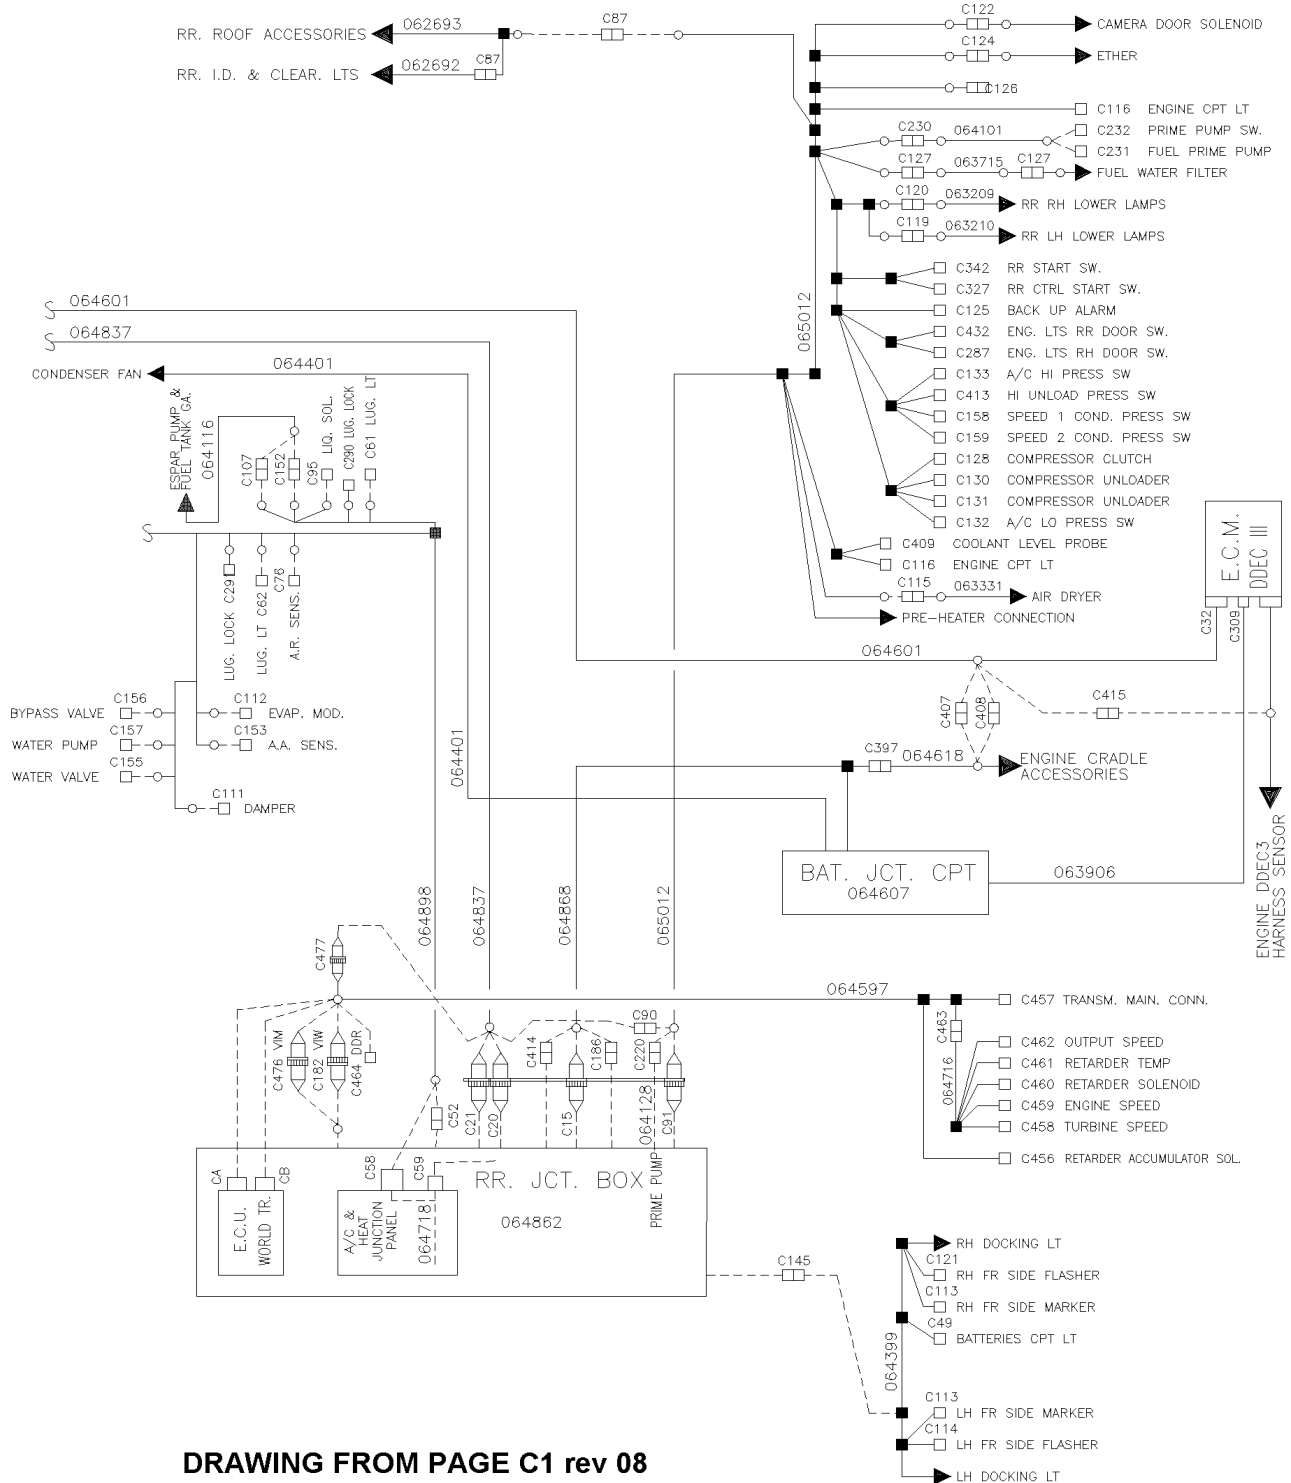 C122
RR. ROOF ACCESSORIES 062693 C87 CAMERA DOOR SOLENOID
C124
RR. I.D. & CLEAR. LTS 062692 C87 ETHER
C126
C116 ENGINE CPT LT
C230 064101 C232 PRIME PUMP SW.
C231 FUEL PRIME PUMP
C127 063715 C127 FUEL WATER FILTER
C120 063209 RR RH LOWER LAMPS
C119 063210 RR LH LOWER LAMPS
C342 RR START SW.
C327 RR CTRL START SW.
C125 BACK UP ALARM
C432 ENG. LTS RR DOOR SW.
C287 ENG. LTS RH DOOR SW.
C133 A/C HI PRESS SW
C413 HI UNLOAD PRESS SW
C158 SPEED 1 COND. PRESS SW
C159 SPEED 2 COND. PRESS SW
C128 COMPRESSOR CLUTCH
C130 COMPRESSOR UNLOADER
C131 COMPRESSOR UNLOADER
C132 A/C LO PRESS SW
C409 COOLANT LEVEL PROBE
C116 ENGINE CPT LT
C115 063331 AIR DRYER
PRE-HEATER CONNECTION
065012
064601
064837
064401
CONDENSER FAN
ESPAR PUMP &
FUEL TANK GA.
064116
C107
C152
C95 LIQ. SOL.
C290 LUG. LOCK
C61 LUG. LT
LUG. LOCK C291
LUG. LT C62
A.R. SENS. C76
BYPASS VALVE C156
C112 EVAP. MOD.
WATER PUMP C157
C153 A.A. SENS.
WATER VALVE C155
C111 DAMPER
E.C.M.
DDEC III
C32
C309
064601
C415
C407
C408
C397 064618
ENGINE CRADLE
ACCESSORIES
064401
BAT. JCT. CPT
064607
063906
ENGINE DDEC3
HARNESS SENSOR
064898
064837
064868
065012
C477
064597
C457 TRANSM. MAIN. CONN.
C463
C462 OUTPUT SPEED
C461 RETARDER TEMP
C460 RETARDER SOLENOID
C459 ENGINE SPEED
C458 TURBINE SPEED
064716
C456 RETARDER ACCUMULATOR SOL.
C476 VIM
C182 VIW
C464 DDR
C52
C21
C20
C414
C15
C186
C90
C220
C91
PRIME PUMP 064128
CA
CB
E.C.U.
WORLD TR.
C58
C59
A/C &
HEAT
JUNCTION
PANEL
064718
RR. JCT. BOX
064862
C145
RH DOCKING LT
C121
RH FR SIDE FLASHER
C113
RH FR SIDE MARKER
C49
BATTERIES CPT LT
064399
C113
LH FR SIDE MARKER
C114
LH FR SIDE FLASHER
LH DOCKING LT
DRAWING FROM PAGE C1 rev 08